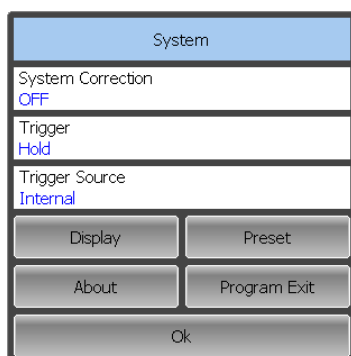 System
System Correction
OFF
Trigger
Hold
Trigger Source
Internal
Display Preset
About Program Exit
Ok